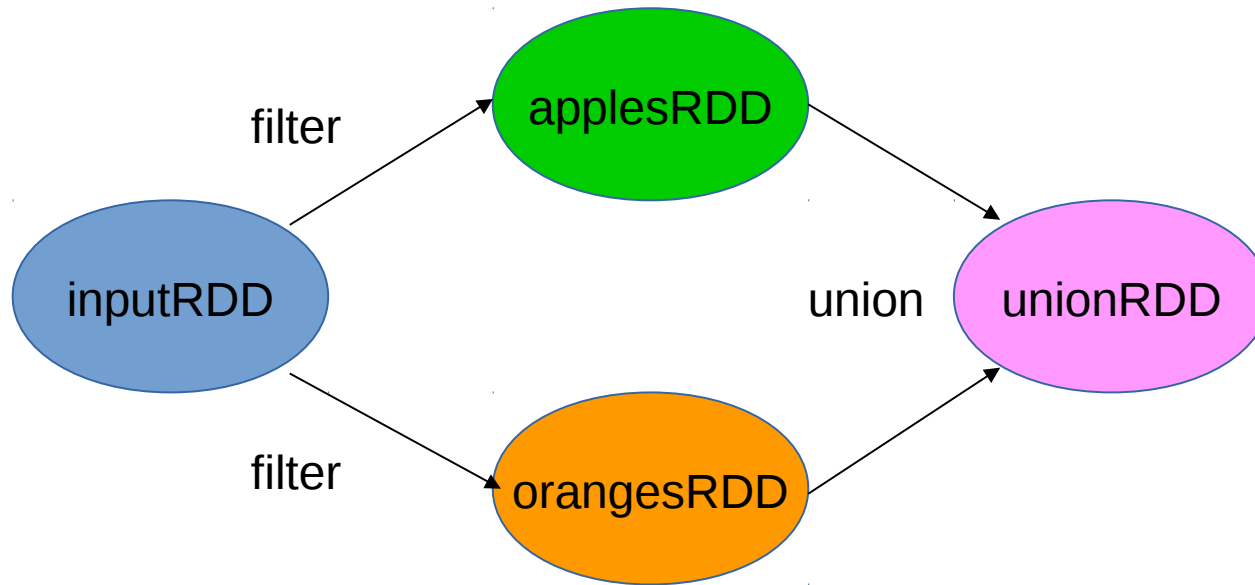 applesRDD
filter
inputRDD
union
unionRDD
filter
orangesRDD